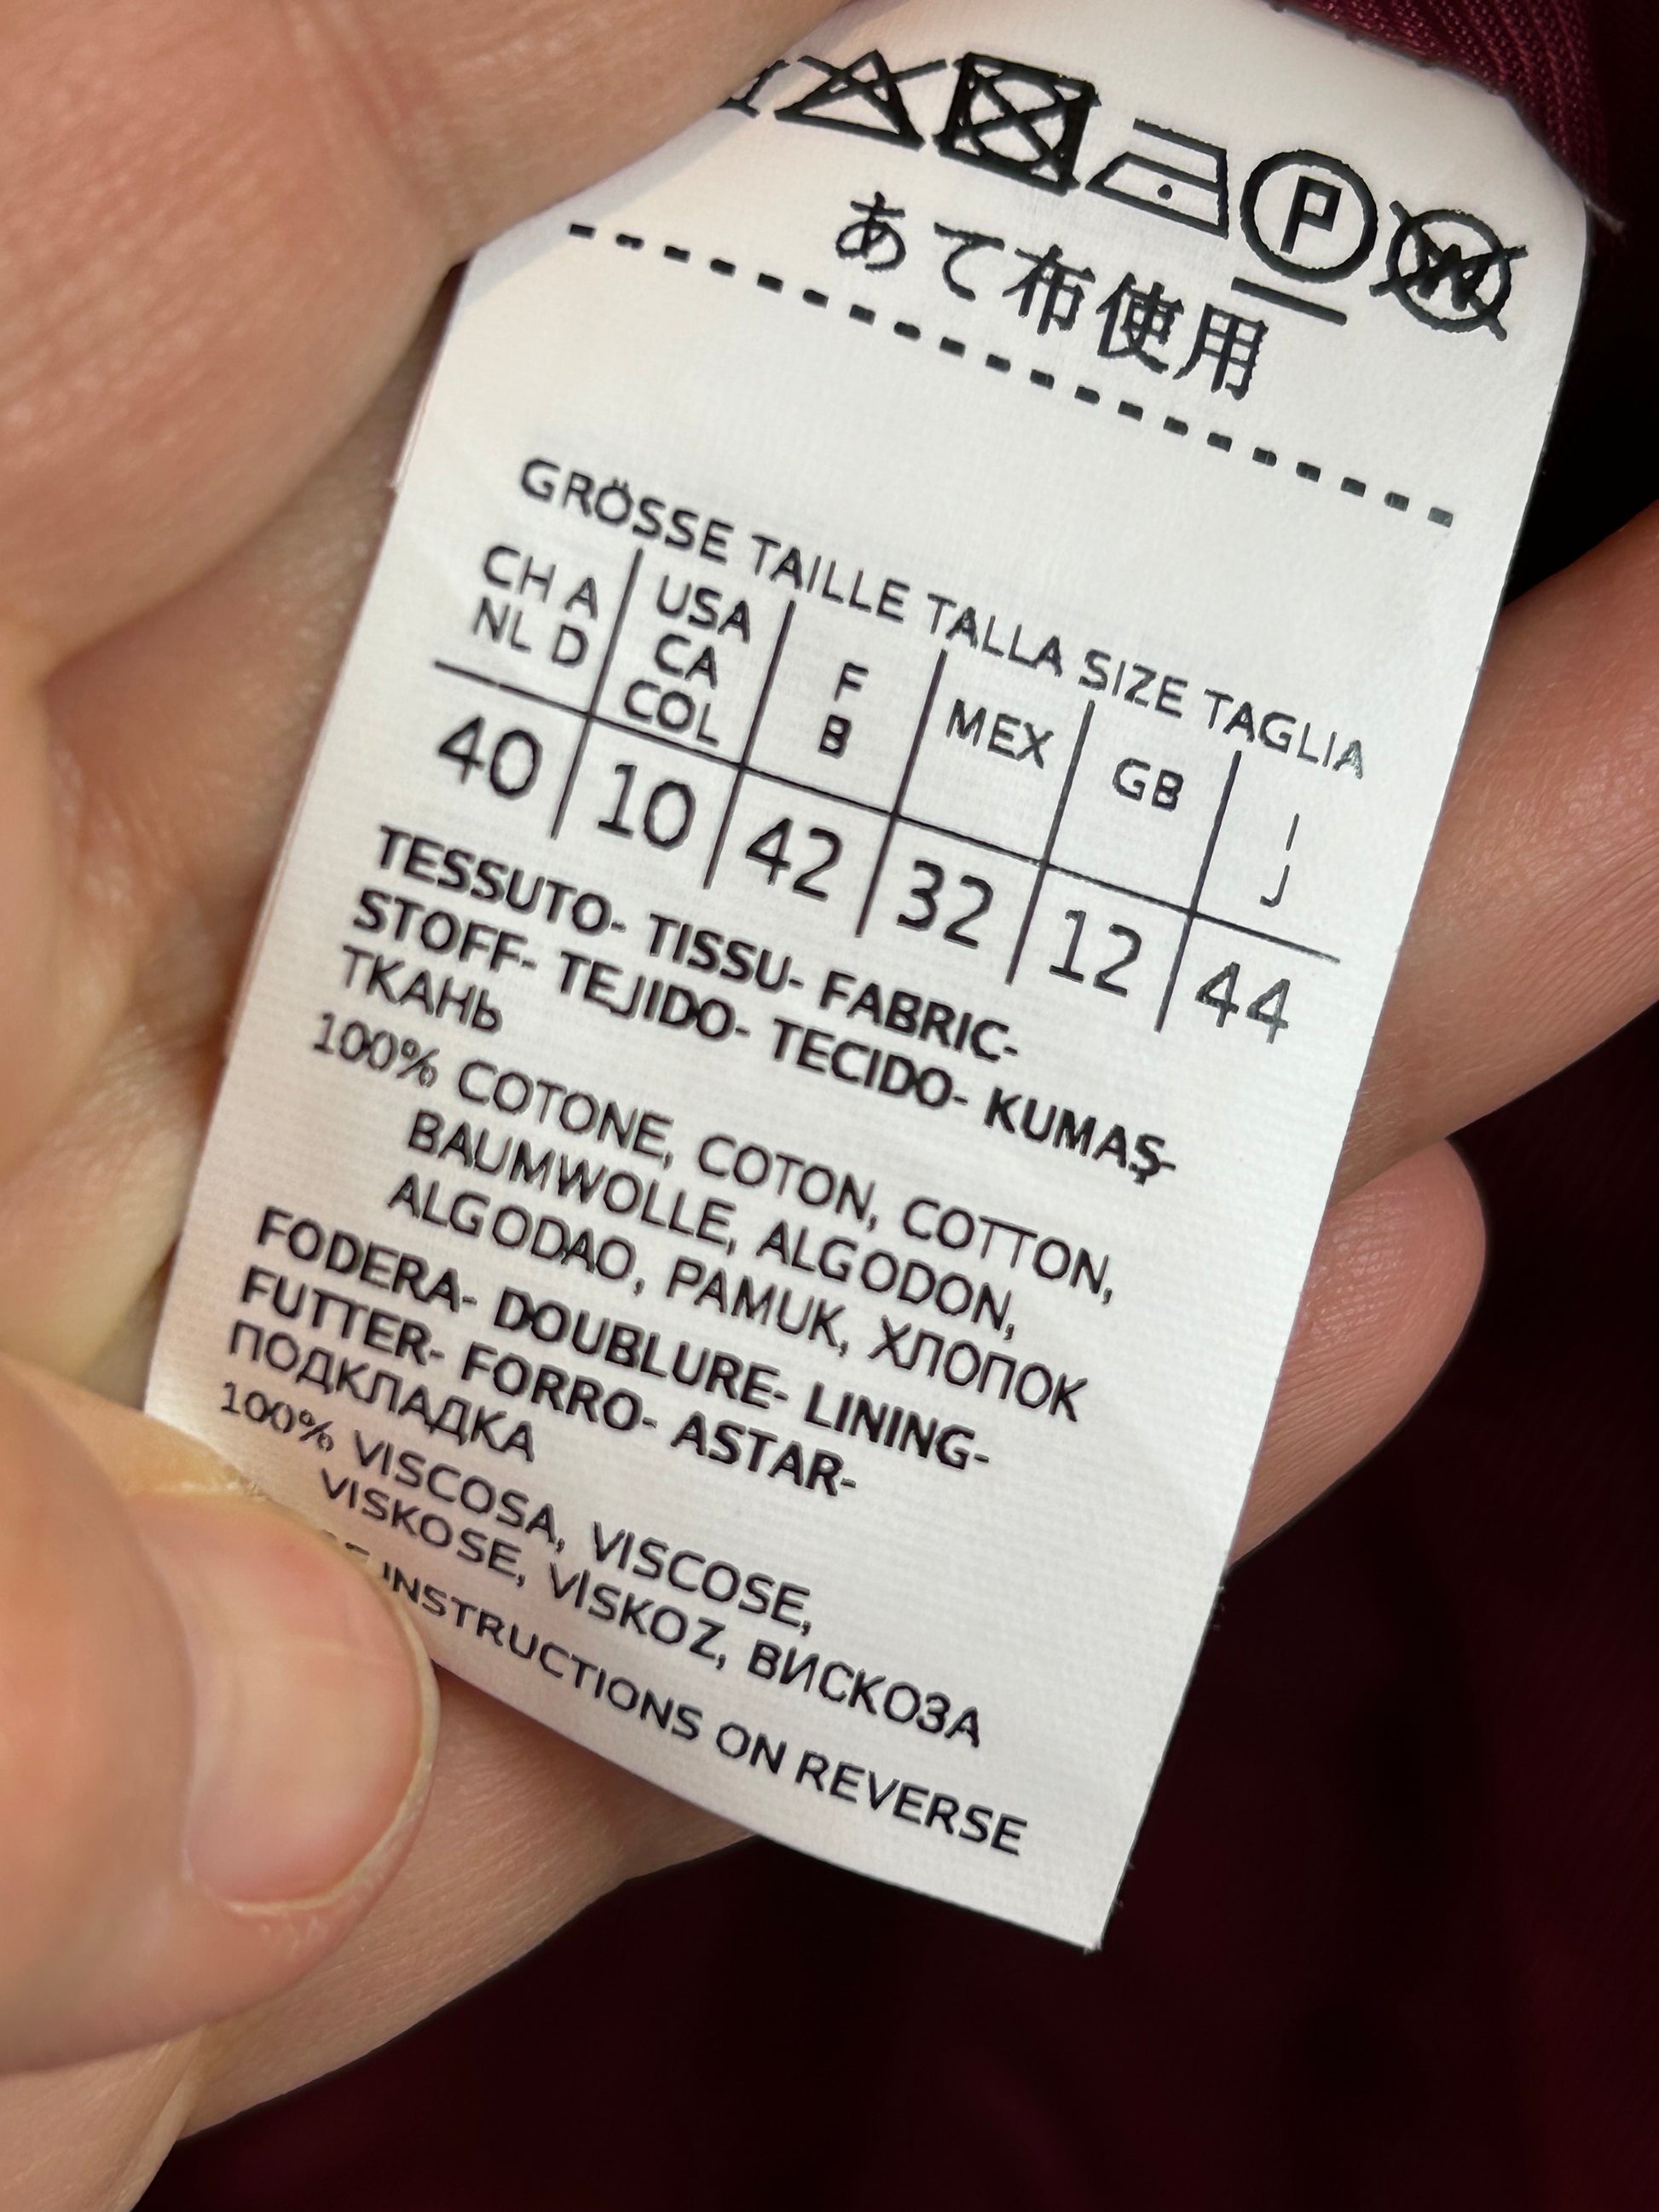 P W
あて布使用
GRÖSSE TAILLE TALLA SIZE TAGLIA
CH A NL D | USA CA COL | F B | MEX | GB | I J
40 | 10 | 42 | 32 | 12 | 44
TESSUTO- TISSU- FABRIC-
STOFF- TEJIDO- TECIDO- KUMAŞ-
ТКАНЬ
100% COTONE, COTON, COTTON,
BAUMWOLLE, ALGODON,
ALGODAO, PAMUK, ХЛОПОК
FODERA- DOUBLURE- LINING-
FUTTER- FORRO- ASTAR-
ПОДКЛАДКА
100% VISCOSA, VISCOSE,
VISKOSE, VİSKOZ, ВИСКОЗА
INSTRUCTIONS ON REVERSE